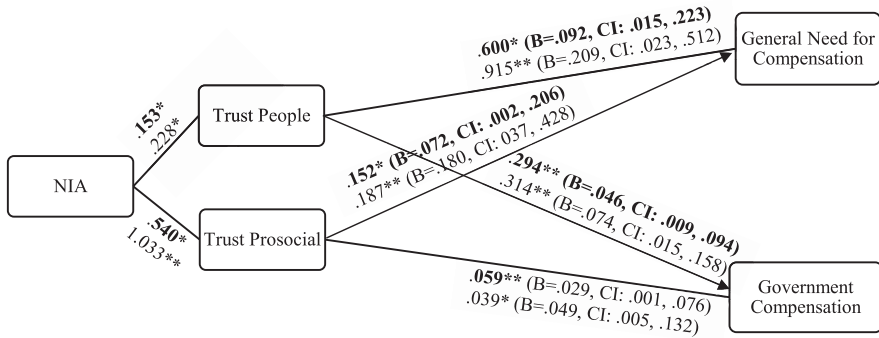 .600* (B=.092, CI: .015, .223)
.915** (B=.209, CI: .023, .512)
General Need for
Compensation
Trust People
.153*
.228*
.152* (B=.072, CI: .002, .206)
.187** (B=.180, CI: 037, .428)
.294** (B=.046, CI: .009, .094)
.314** (B=.074, CI: .015, .158)
NIA
.540*
1.033**
Trust Prosocial
.059** (B=.029, CI: .001, .076)
.039* (B=.049, CI: .005, .132)
Government
Compensation